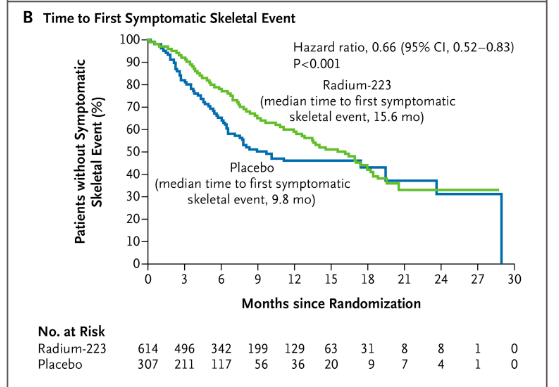 B Time to First Symptomatic Skeletal Event
Patients without Symptomatic
Skeletal Event (%)
100
90
80
70
60
50
40
30
20
10
0
Hazard ratio, 0.66 (95% CI, 0.52–0.83)
P<0.001
Radium-223
(median time to first symptomatic
skeletal event, 15.6 mo)
Placebo
(median time to first symptomatic
skeletal event, 9.8 mo)
0 3 6 9 12 15 18 21 24 27 30
Months since Randomization
No. at Risk
Radium-223 614 496 342 199 129 63 31 8 8 1 0
Placebo 307 211 117 56 36 20 9 7 4 1 0